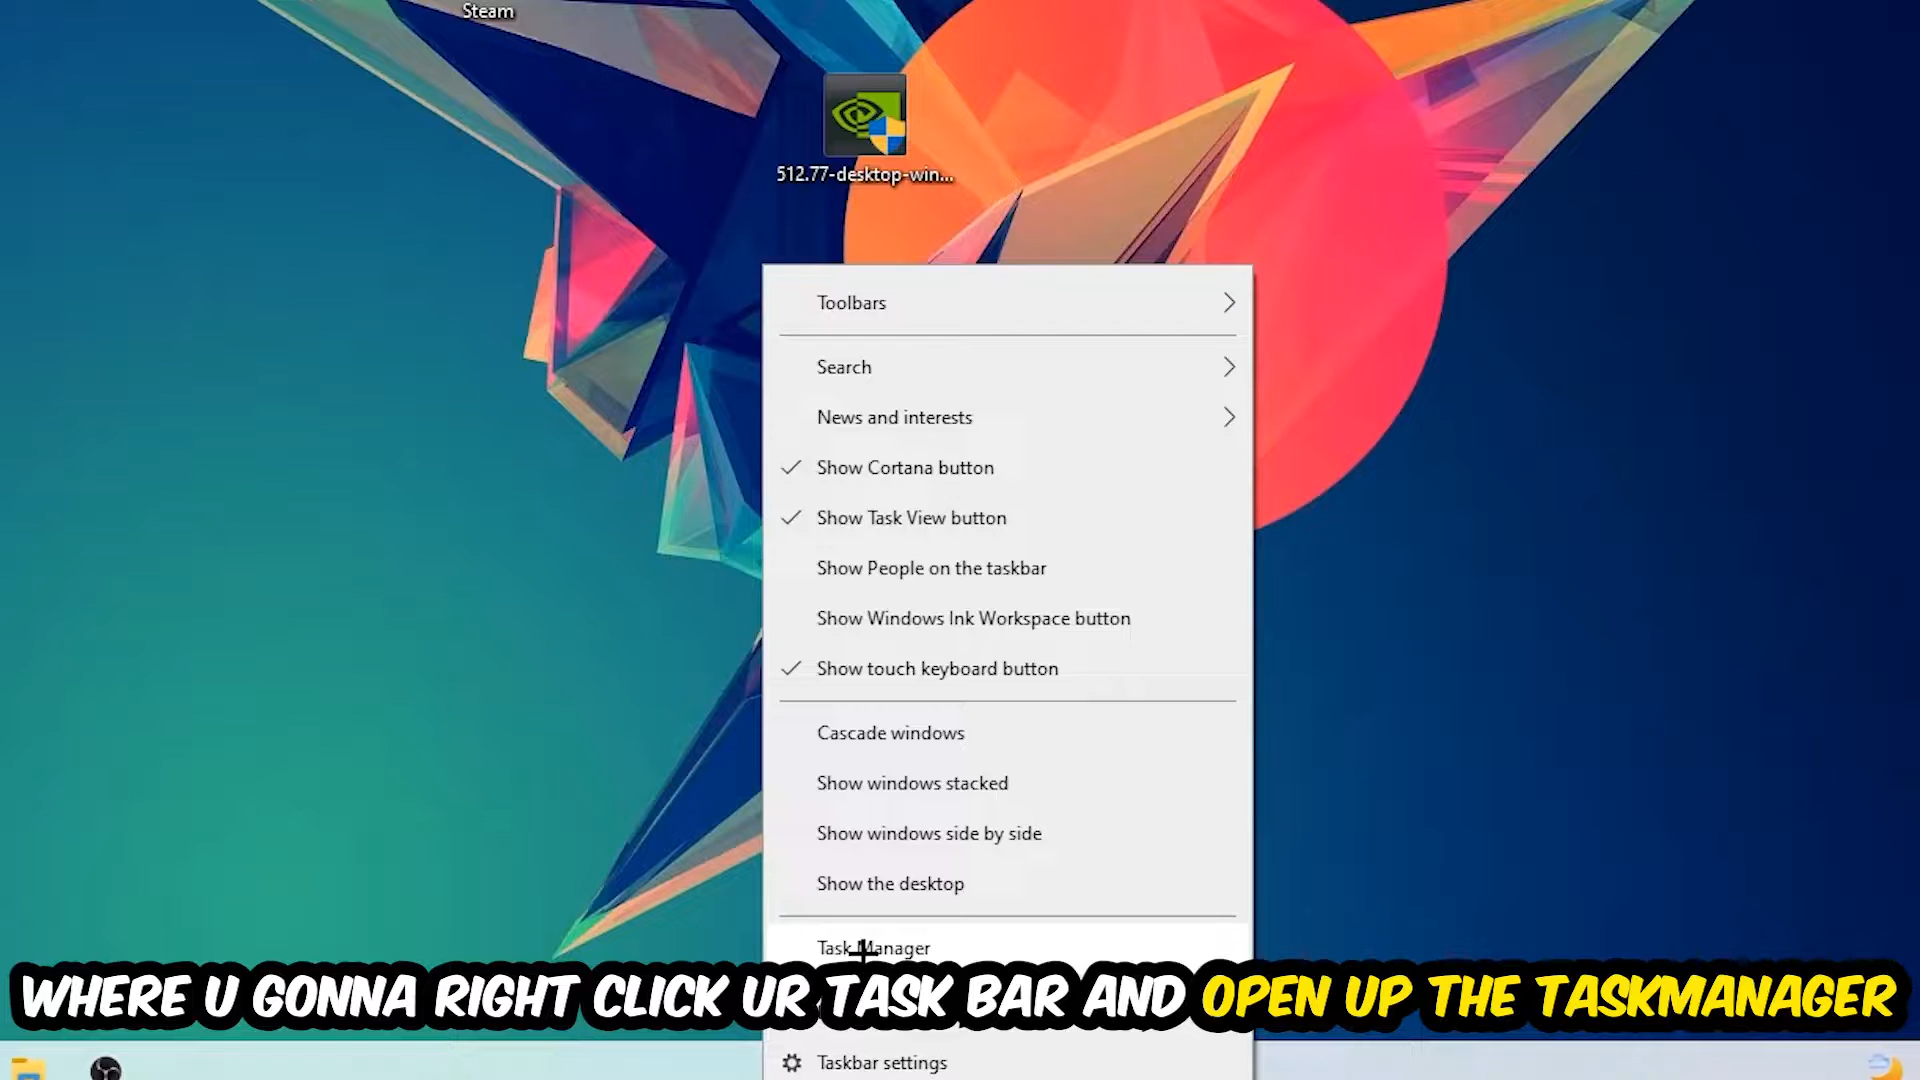 Steam
512.77-desktop-win...
Toolbars
Search
News and interests
Show Cortana button
Show Task View button
Show People on the taskbar
Show Windows Ink Workspace button
Show touch keyboard button
Cascade windows
Show windows stacked
Show windows side by side
Show the desktop
Task Manager
WHERE U GONNA RIGHT CLICK UR TASK BAR AND OPEN UP THE TASKMANAGER
Taskbar settings